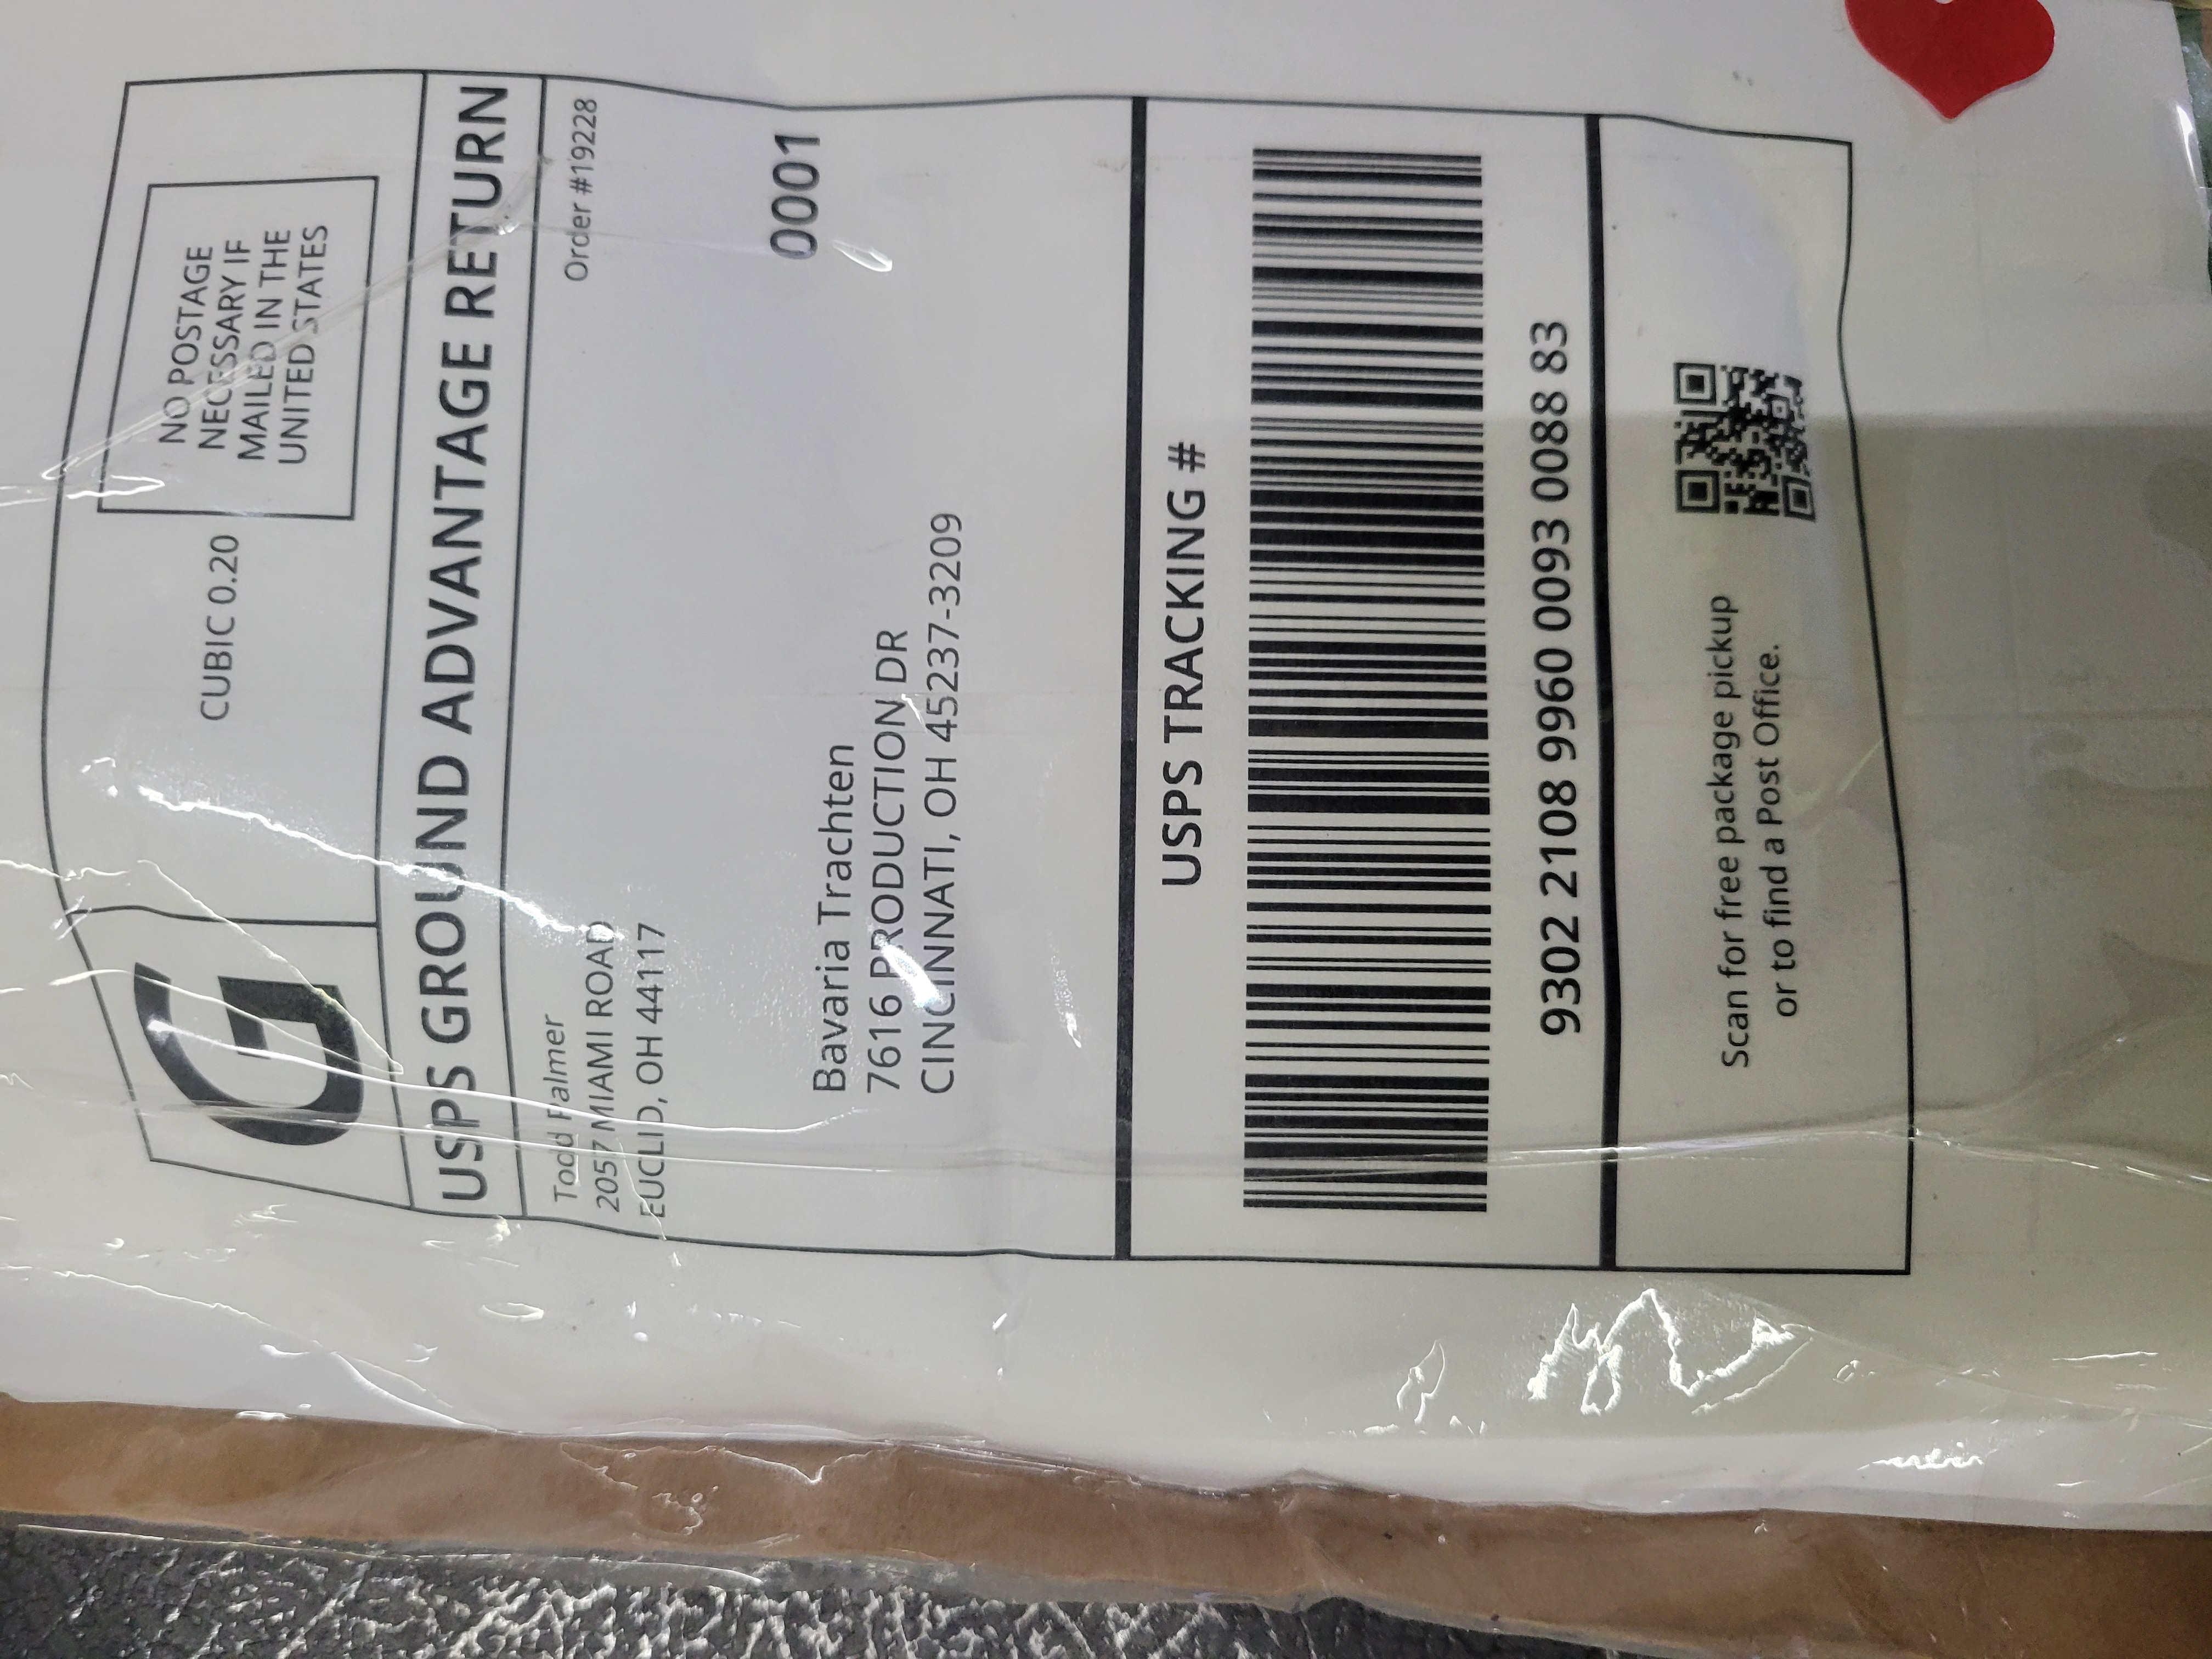 G
CUBIC 0.20
NO POSTAGE
NECESSARY IF
MAILED IN THE
UNITED STATES
USPS GROUND ADVANTAGE RETURN
Todd Palmer
2057 MIAMI ROAD
EUCLID, OH 44117
Order #19228
0001
Bavaria Trachten
7616 PRODUCTION DR
CINCINNATI, OH 45237-3209
USPS TRACKING #
9302 2108 9960 0093 0088 83
Scan for free package pickup
or to find a Post Office.